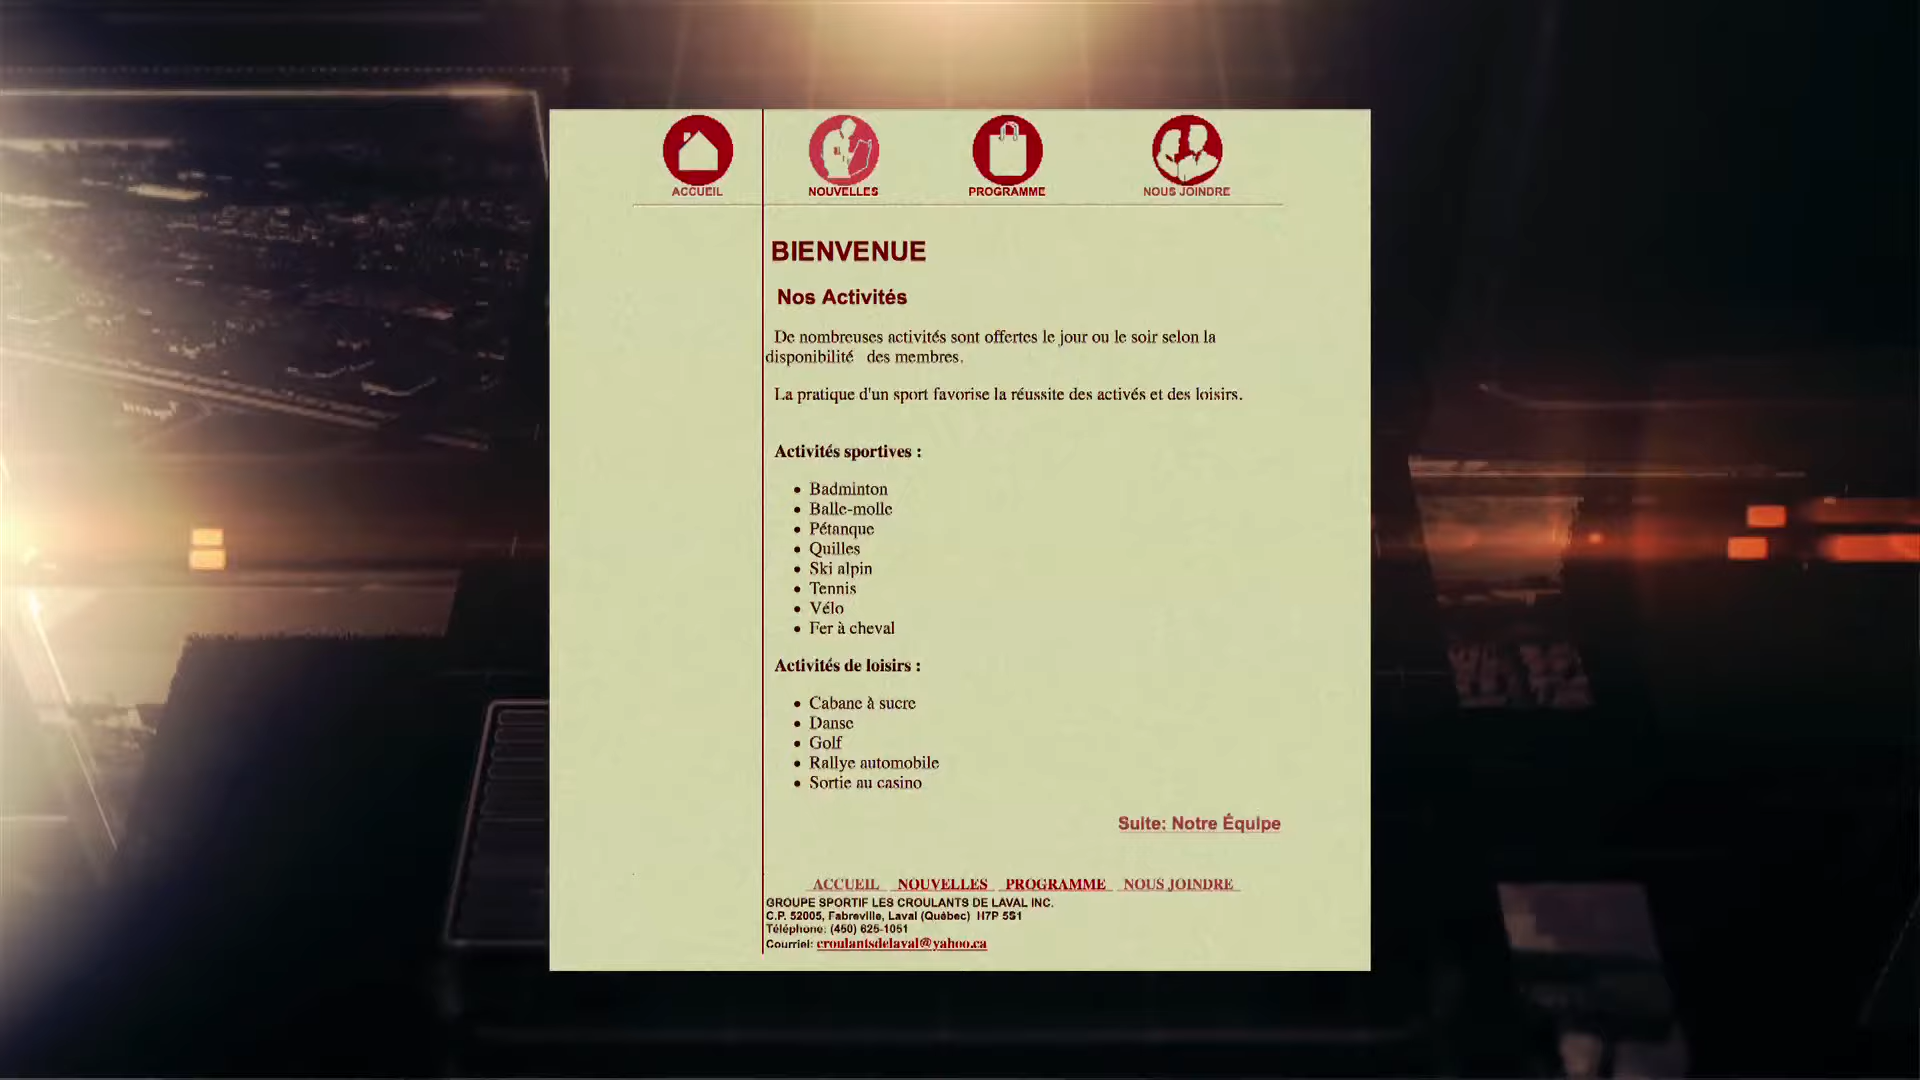 ACCUEIL NOUVELLES PROGRAMME NOUS JOINDRE
BIENVENUE
Nos Activités
De nombreuses activités sont offertes le jour ou le soir selon la
disponibilité des membres.
La pratique d'un sport favorise la réussite des activés et des loisirs.
Activités sportives :
• Badminton
• Balle-molle
• Pétanque
• Quilles
• Ski alpin
• Tennis
• Vélo
• Fer à cheval
Activités de loisirs :
• Cabane à sucre
• Danse
• Golf
• Rallye automobile
• Sortie au casino
Suite: Notre Équipe
ACCUEIL NOUVELLES PROGRAMME NOUS JOINDRE
GROUPE SPORTIF LES CROULANTS DE LAVAL INC.
C.P. 52005, Fabreville, Laval (Québec) H7P 5S1
Téléphone: (450) 625-1051
Courriel: croulantsdelaval@yahoo.ca